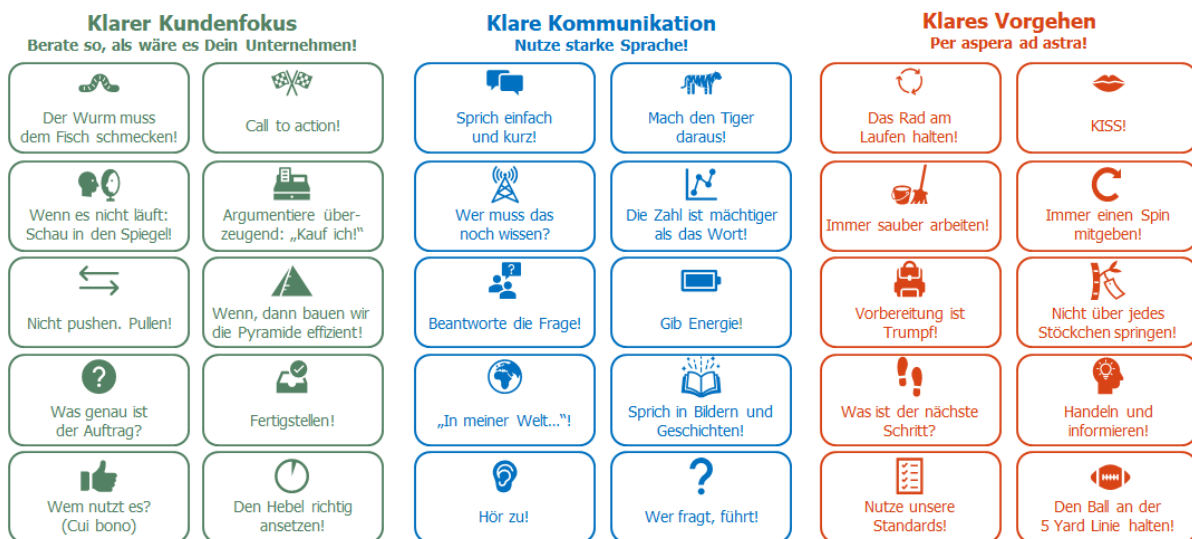 Klarer Kundenfokus
Berate so, als wäre es Dein Unternehmen!
Der Wurm muss
dem Fisch schmecken!
Call to action!
Wenn es nicht läuft:
Schau in den Spiegel!
Argumentiere über-
zeugend: „Kauf ich!“
Nicht pushen. Pullen!
Wenn, dann bauen wir
die Pyramide effizient!
?
Was genau ist
der Auftrag?
Fertigstellen!
Wem nutzt es?
(Cui bono)
Den Hebel richtig
ansetzen!
Klare Kommunikation
Nutze starke Sprache!
Sprich einfach
und kurz!
Mach den Tiger
daraus!
Wer muss das
noch wissen?
Die Zahl ist mächtiger
als das Wort!
?
Beantworte die Frage!
Gib Energie!
„In meiner Welt...“!
Sprich in Bildern und
Geschichten!
Hör zu!
?
Wer fragt, führt!
Klares Vorgehen
Per aspera ad astra!
Das Rad am
Laufen halten!
KISS!
Immer sauber arbeiten!
Immer einen Spin
mitgeben!
Vorbereitung ist
Trumpf!
Nicht über jedes
Stöckchen springen!
Was ist der nächste
Schritt?
Handeln und
informieren!
Nutze unsere
Standards!
Den Ball an der
5 Yard Linie halten!